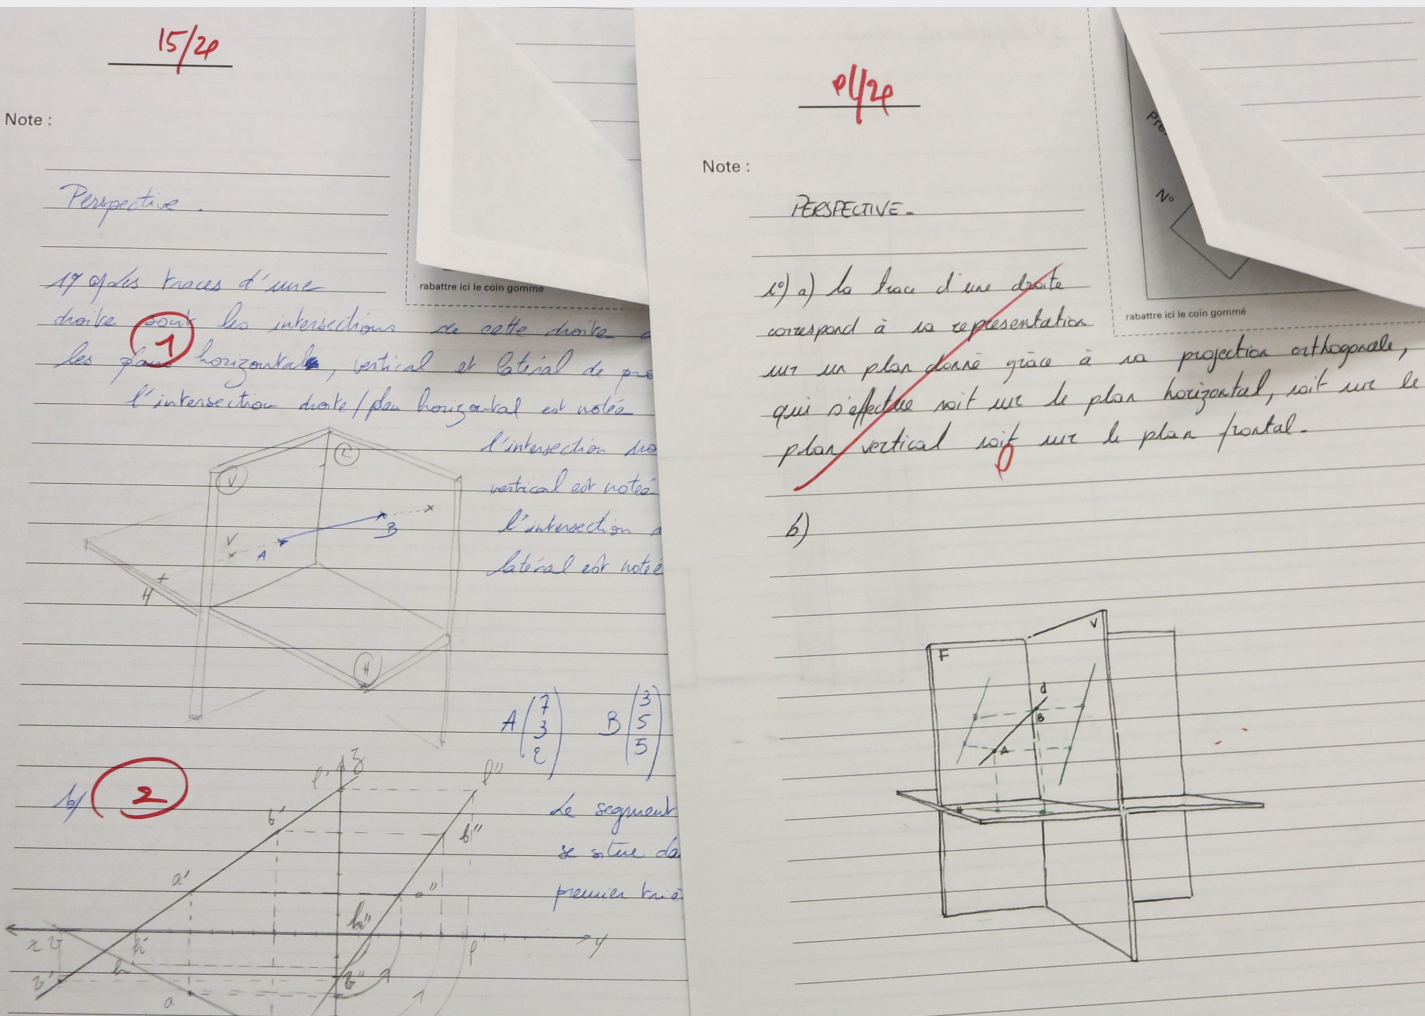 15/20
Note :
Perspective.
rabattre ici le coin gommé
1°) a) Les traces d'une
droite sont les intersections de cette droite
1
les plans horizontal, vertical et latéral de
l'intersection droite/plan horizontal est notée
l'intersection
vertical est notée
l'intersection
latéral est notée
V
L
V
A
B
H
H
A (7 3 2) B (3 5 5)
b) 2
Le segment
se situe
premier
z
l' l''
b' b''
a' a''
h''
x v h' y
h
v' v''
a
/20
Note :
N°
PERSPECTIVE.
rabattre ici le coin gommé
1°) a) la trace d'une droite
correspond à sa représentation
sur un plan donné grâce à sa projection orthogonale,
qui s'effectue soit sur le plan horizontal, soit sur le
plan vertical soit sur le plan frontal.
b)
V
F
d
B
A